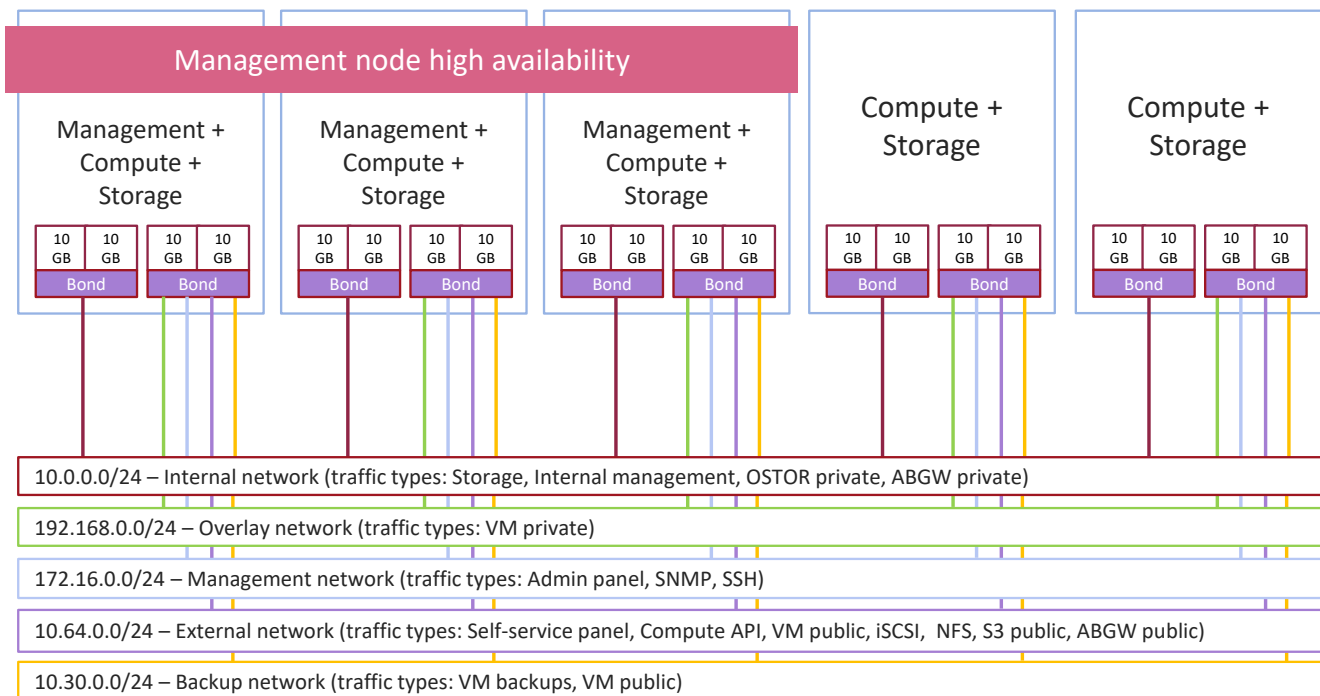 Management node high availability
Management +
Compute +
Storage
Management +
Compute +
Storage
Management +
Compute +
Storage
Compute +
Storage
Compute +
Storage
10
GB
10
GB
10
GB
10
GB
Bond
Bond
10
GB
10
GB
10
GB
10
GB
Bond
Bond
10
GB
10
GB
10
GB
10
GB
Bond
Bond
10
GB
10
GB
10
GB
10
GB
Bond
Bond
10
GB
10
GB
10
GB
10
GB
Bond
Bond
10.0.0.0/24 – Internal network (traffic types: Storage, Internal management, OSTOR private, ABGW private)
192.168.0.0/24 – Overlay network (traffic types: VM private)
172.16.0.0/24 – Management network (traffic types: Admin panel, SNMP, SSH)
10.64.0.0/24 – External network (traffic types: Self-service panel, Compute API, VM public, iSCSI, NFS, S3 public, ABGW public)
10.30.0.0/24 – Backup network (traffic types: VM backups, VM public)